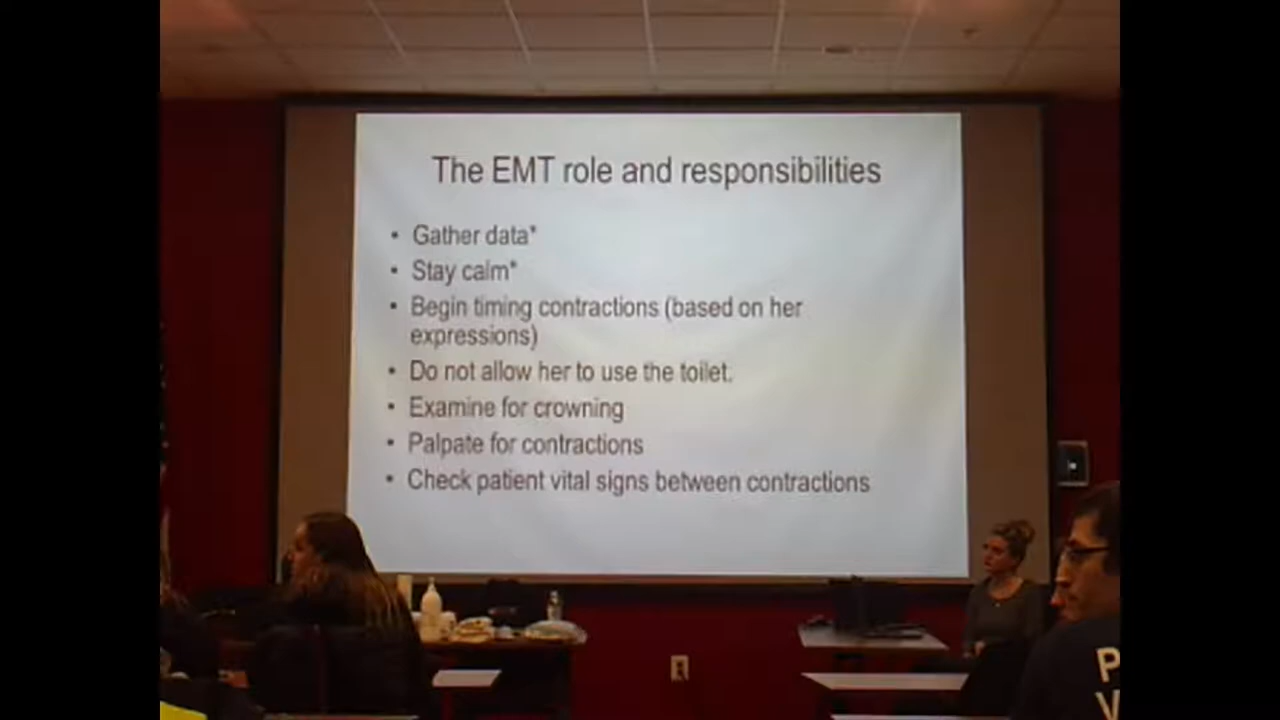 The EMT role and responsibilities
• Gather data*
• Stay calm*
• Begin timing contractions (based on her
expressions)
• Do not allow her to use the toilet.
• Examine for crowning
• Palpate for contractions
• Check patient vital signs between contractions
P
V